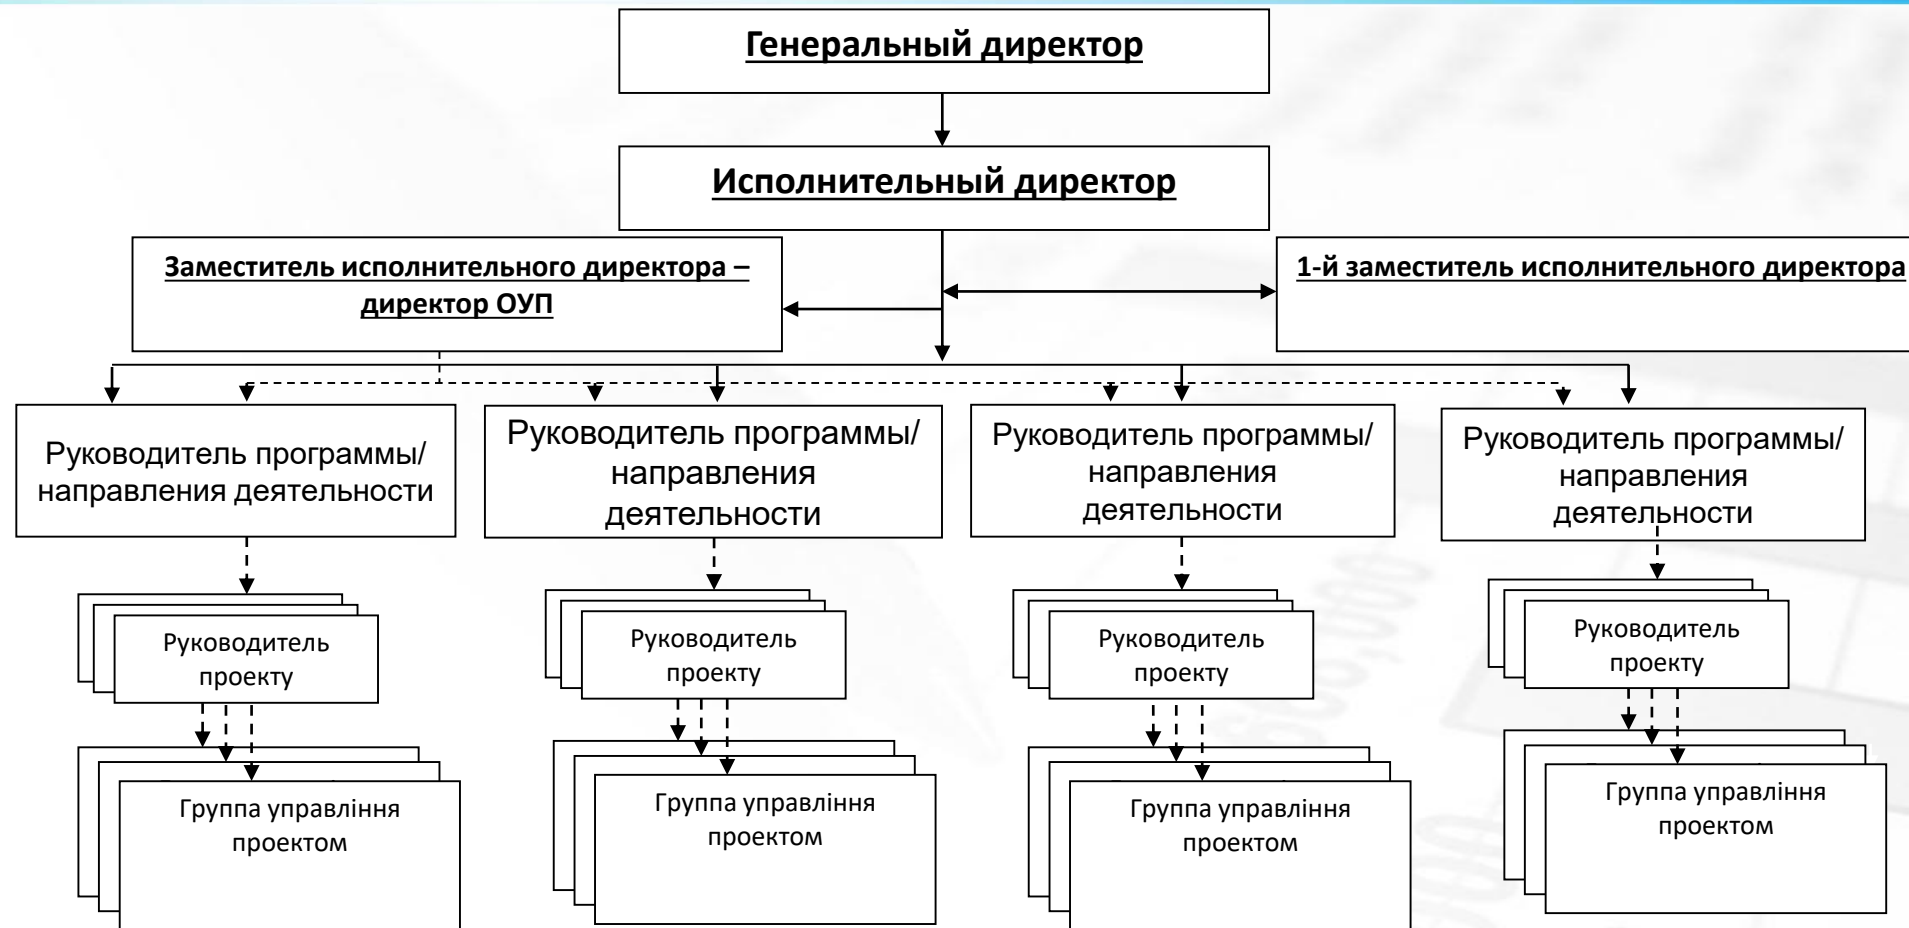 Генеральный директор
Исполнительный директор
Заместитель исполнительного директора –
директор ОУП
1-й заместитель исполнительного директора
Руководитель программы/
направления деятельности
Руководитель программы/
направления
деятельности
Руководитель программы/
направления
деятельности
Руководитель программы/
направления
деятельности
Руководитель
проекту
Руководитель
проекту
Руководитель
проекту
Руководитель
проекту
Группа управління
проектом
Группа управління
проектом
Группа управління
проектом
Группа управління
проектом